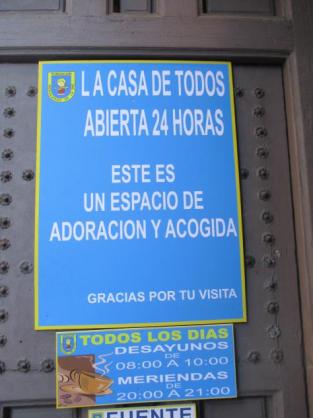 LA CASA DE TODOS
ABIERTA 24 HORAS
ESTE ES
UN ESPACIO DE
ADORACION Y ACOGIDA
GRACIAS POR TU VISITA
TODOS LOS DIAS
DESAYUNOS
DE
08:00 A 10:00
MERIENDAS
DE
20:00 A 21:00
FUENTE